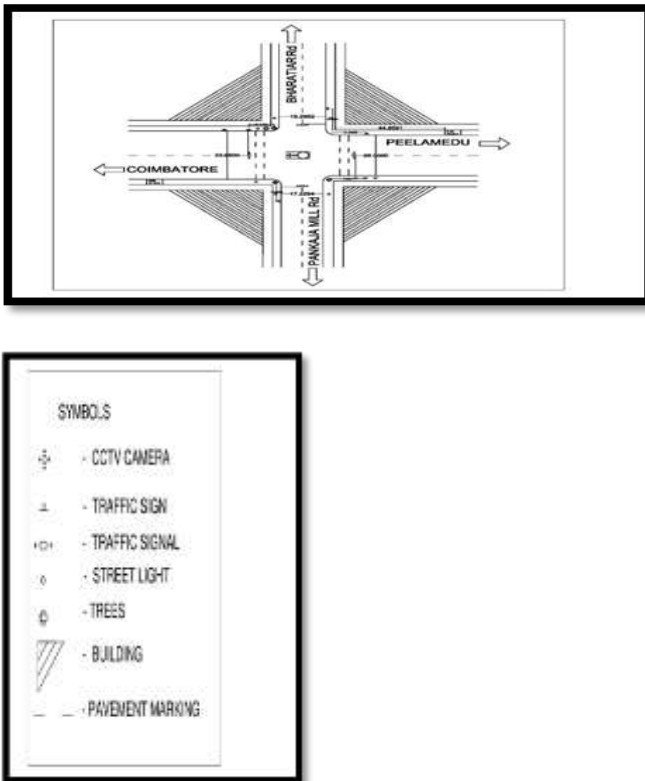 BHARATIAR Rd
PEELAMEDU
COIMBATORE
PANKAJA MILL Rd
SYMBOLS
- CCTV CAMERA
- TRAFFIC SIGN
- TRAFFIC SIGNAL
- STREET LIGHT
- TREES
- BUILDING
- PAVEMENT MARKING